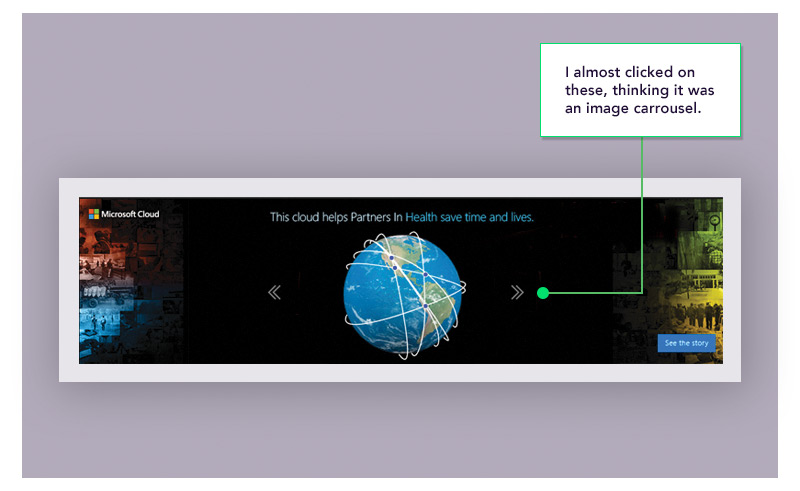 I almost clicked on
these, thinking it was
an image carrousel.
Microsoft Cloud
This cloud helps Partners In Health save time and lives.
See the story